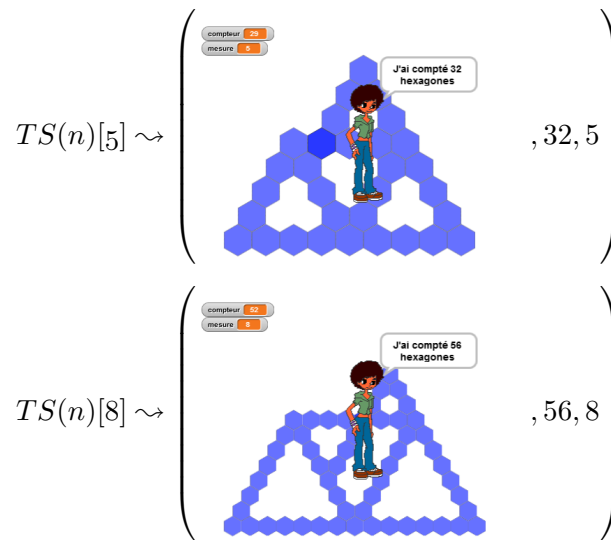 compteur 29
mesure 5
J'ai compté 32
hexagones
TS(n)[5] ⤳ ( , 32, 5
compteur 52
mesure 8
J'ai compté 56
hexagones
TS(n)[8] ⤳ ( , 56, 8